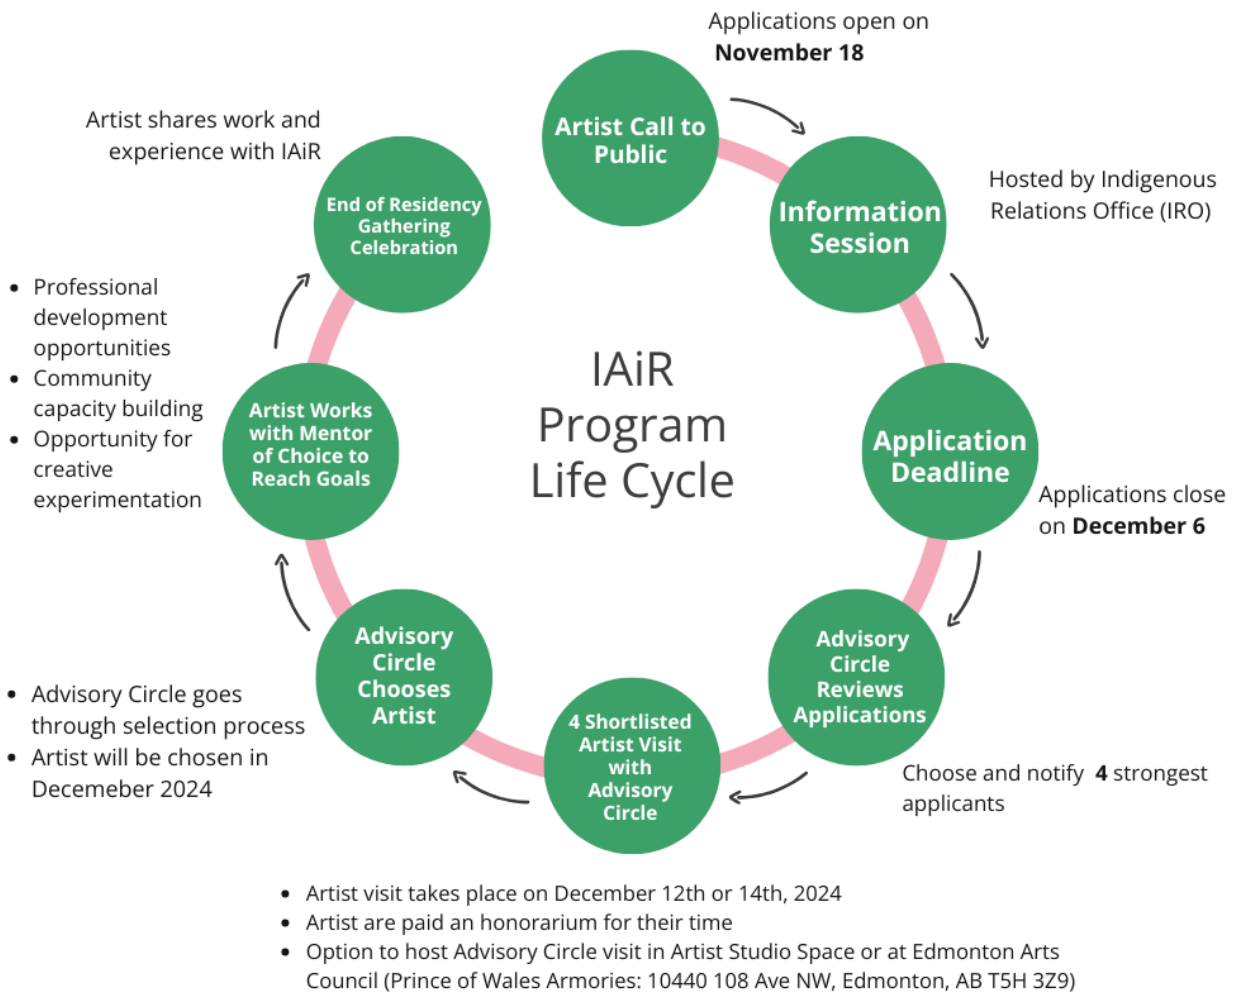 Applications open on
November 18
Artist Call to
Public
Information
Session
Hosted by Indigenous
Relations Office (IRO)
Application
Deadline
Applications close
on December 6
Advisory
Circle
Reviews
Applications
Choose and notify 4 strongest
applicants
4 Shortlisted
Artist Visit
with
Advisory
Circle
• Artist visit takes place on December 12th or 14th, 2024
• Artist are paid an honorarium for their time
• Option to host Advisory Circle visit in Artist Studio Space or at Edmonton Arts
Council (Prince of Wales Armories: 10440 108 Ave NW, Edmonton, AB T5H 3Z9)
Advisory
Circle
Chooses
Artist
• Advisory Circle goes
through selection process
• Artist will be chosen in
Decemeber 2024
Artist Works
with Mentor
of Choice to
Reach Goals
• Professional
development
opportunities
• Community
capacity building
• Opportunity for
creative
experimentation
End of Residency
Gathering
Celebration
Artist shares work and
experience with IAiR
IAiR
Program
Life Cycle